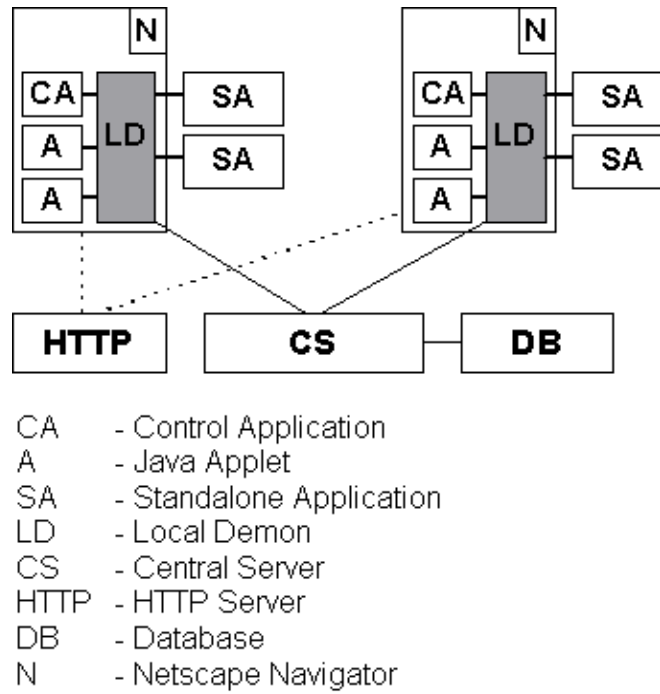 N N
CA LD SA CA LD SA
A SA A SA
A A
HTTP CS DB
CA - Control Application
A - Java Applet
SA - Standalone Application
LD - Local Demon
CS - Central Server
HTTP - HTTP Server
DB - Database
N - Netscape Navigator